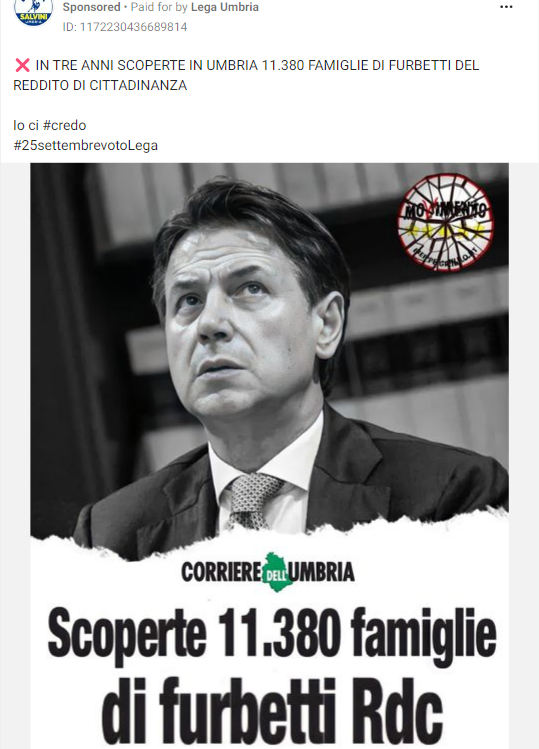 SALVINI
UMBRIA
Sponsored • Paid for by Lega Umbria
ID: 1172230436689814
❌ IN TRE ANNI SCOPERTE IN UMBRIA 11.380 FAMIGLIE DI FURBETTI DEL
REDDITO DI CITTADINANZA
Io ci #credo
#25settembrevotoLega
MOVIMENTO
CORRIERE DELL'UMBRIA
Scoperte 11.380 famiglie
di furbetti Rdc